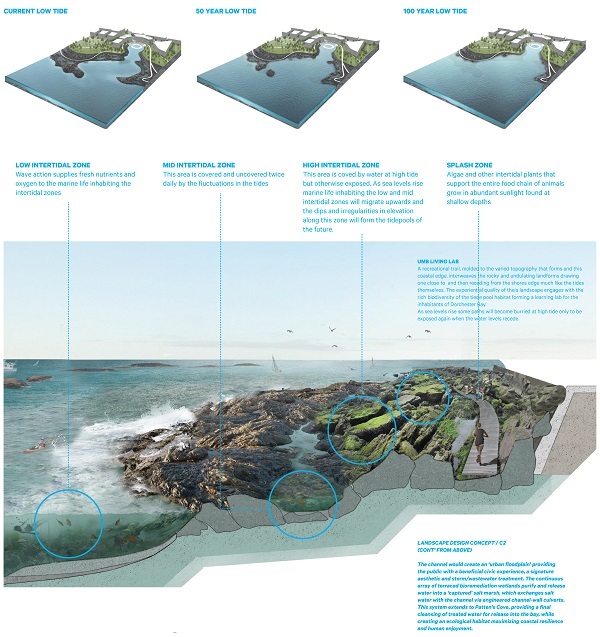 CURRENT LOW TIDE
50 YEAR LOW TIDE
100 YEAR LOW TIDE
LOW INTERTIDAL ZONE
Wave action supplies fresh nutrients and
oxygen to the marine life inhabiting the
intertidal zones
MID INTERTIDAL ZONE
This area is covered and uncovered twice
daily by the fluctuations in the tides
HIGH INTERTIDAL ZONE
This area is coved by water at high tide
but otherwise exposed. As sea levels rise
marine life inhabiting the low and mid
intertidal zones will migrate upwards and
the dips and irregularities in elevation
along this zone will form the tidepools of
the future.
SPLASH ZONE
Algae and other intertidal plants that
support the entire food chain of animals
grow in abundant sunlight found at
shallow depths.
UMB LIVING LAB
A recreational trail, molded to the varied topography that forms and this
coastal edge, interweaves the rocky and undulating landforms drawing
one close to and then receding from the shores edge much like the tides
themselves. The experiential quality of theis landscape engages with the
rich biodiversity of the tidal pool habitat forming a learning lab for the
inhabitants of Dorchester Bay.
As sea levels rise some paths will become burried at high tide only to be
exposed again when the water levels recede.
LANDSCAPE DESIGN CONCEPT / C2
(CONT' FROM ABOVE)
The channel would create an 'urban floodplain' providing
the public with a beneficial civic experience, a signature
aesthetic and storm/wastewater treatment. The continuous
array of terraced bioremediation wetlands purify and release
water into a 'captured' salt marsh, which exchanges salt
water with the channel via engineered channel-wall culverts.
This system extends to Patten's Cove, providing a final
cleansing of treated water for release into the bay, while
creating an ecological habitat maximizing coastal resilience
and human enjoyment.